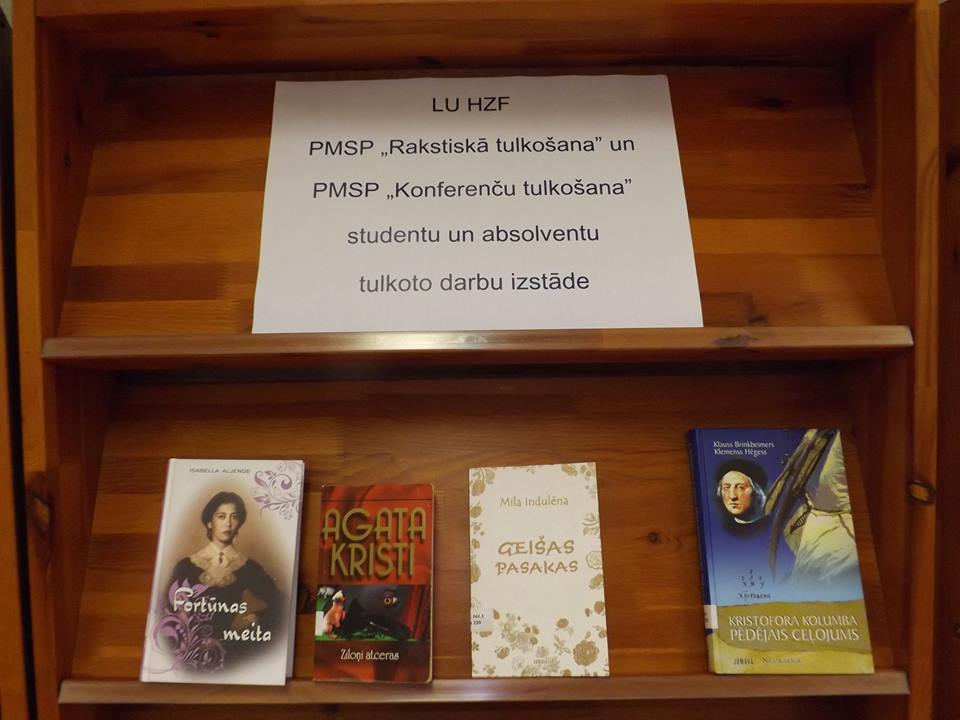 LU HZF
PMSP „Rakstiskā tulkošana” un
PMSP „Konferenču tulkošana”
studentu un absolventu
tulkoto darbu izstāde
ISABELLA ALJENDE
Fortūnas
meita
AGATA
KRISTI
Ziloņi atceras
Mila Indulēna
GEIŠAS
PASAKAS
Klauss Brinkbeimers
Klemenss Hēgess
KRISTOFORA KOLUMBA
PĒDĒJAIS CEĻOJUMS
JUMAVA